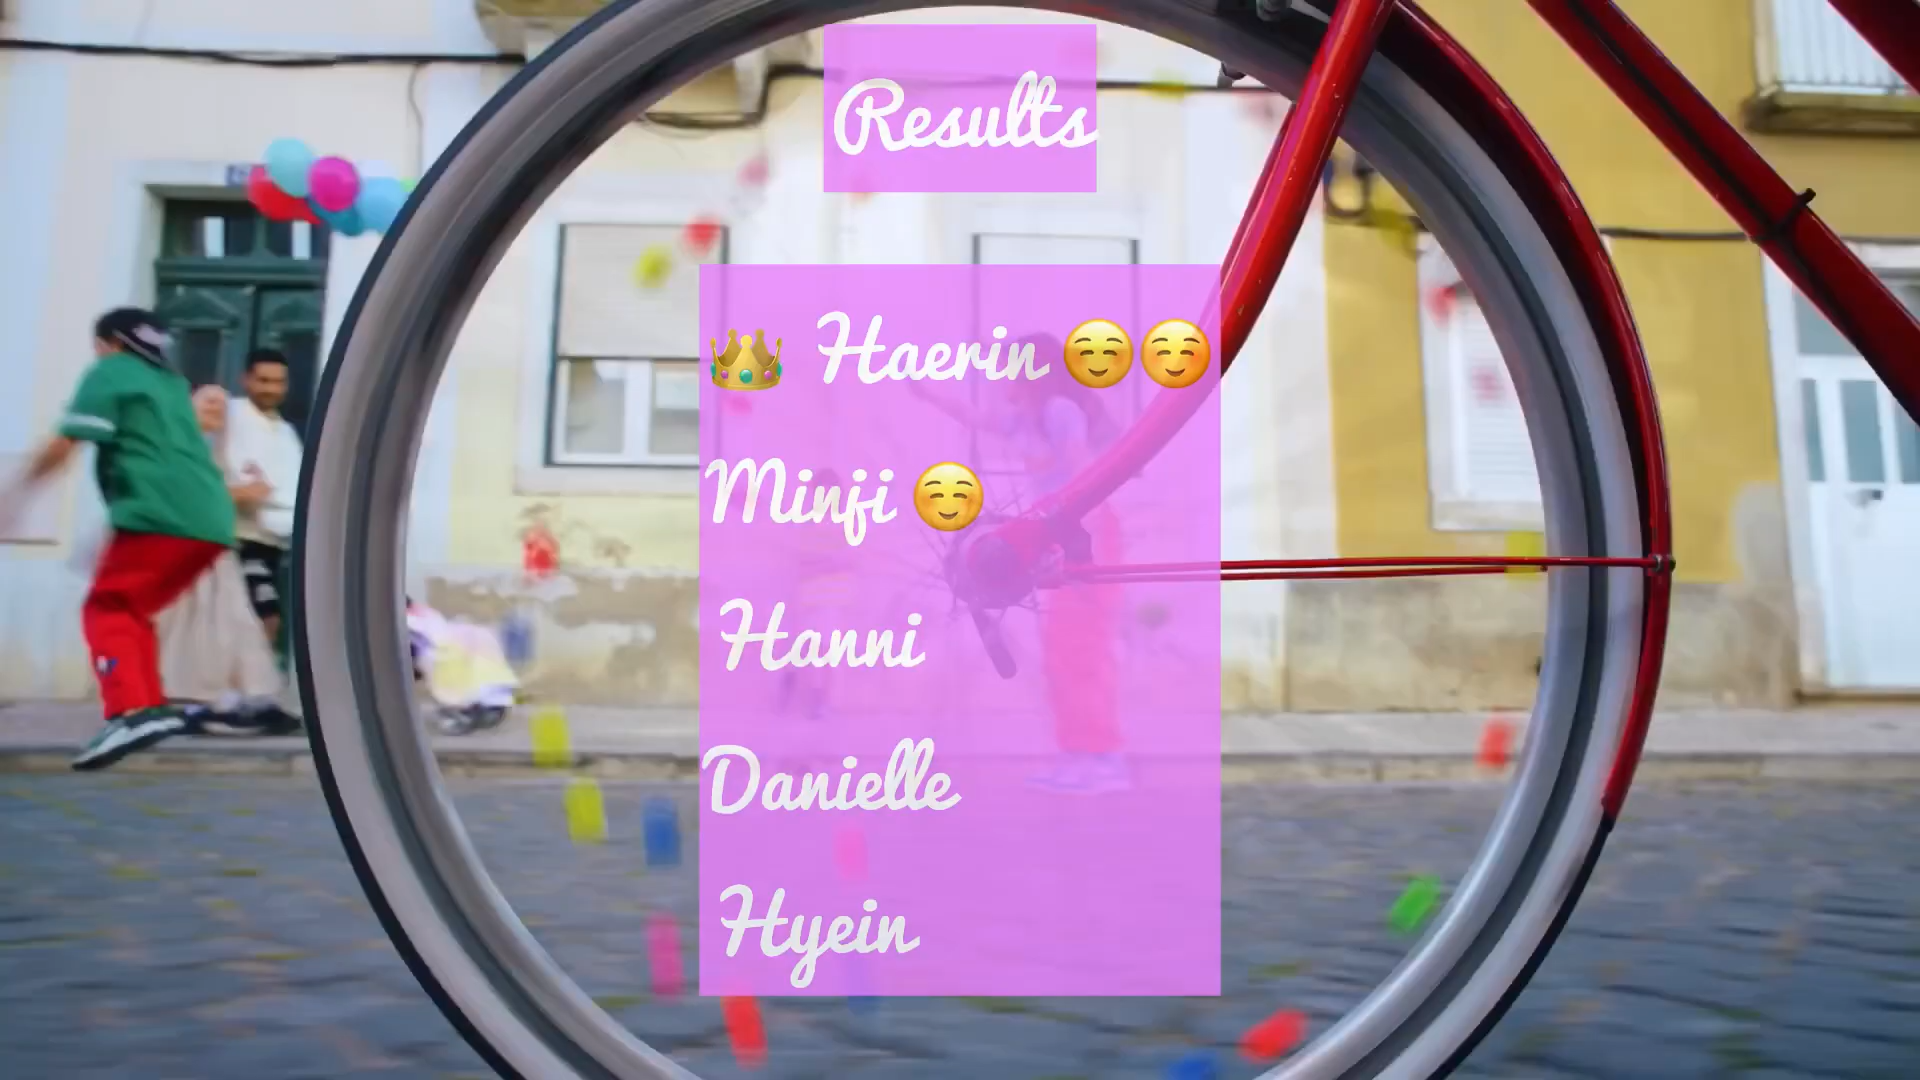 Results
👑 Haerin ☺️☺️
Minji ☺️
Hanni
Danielle
Hyein